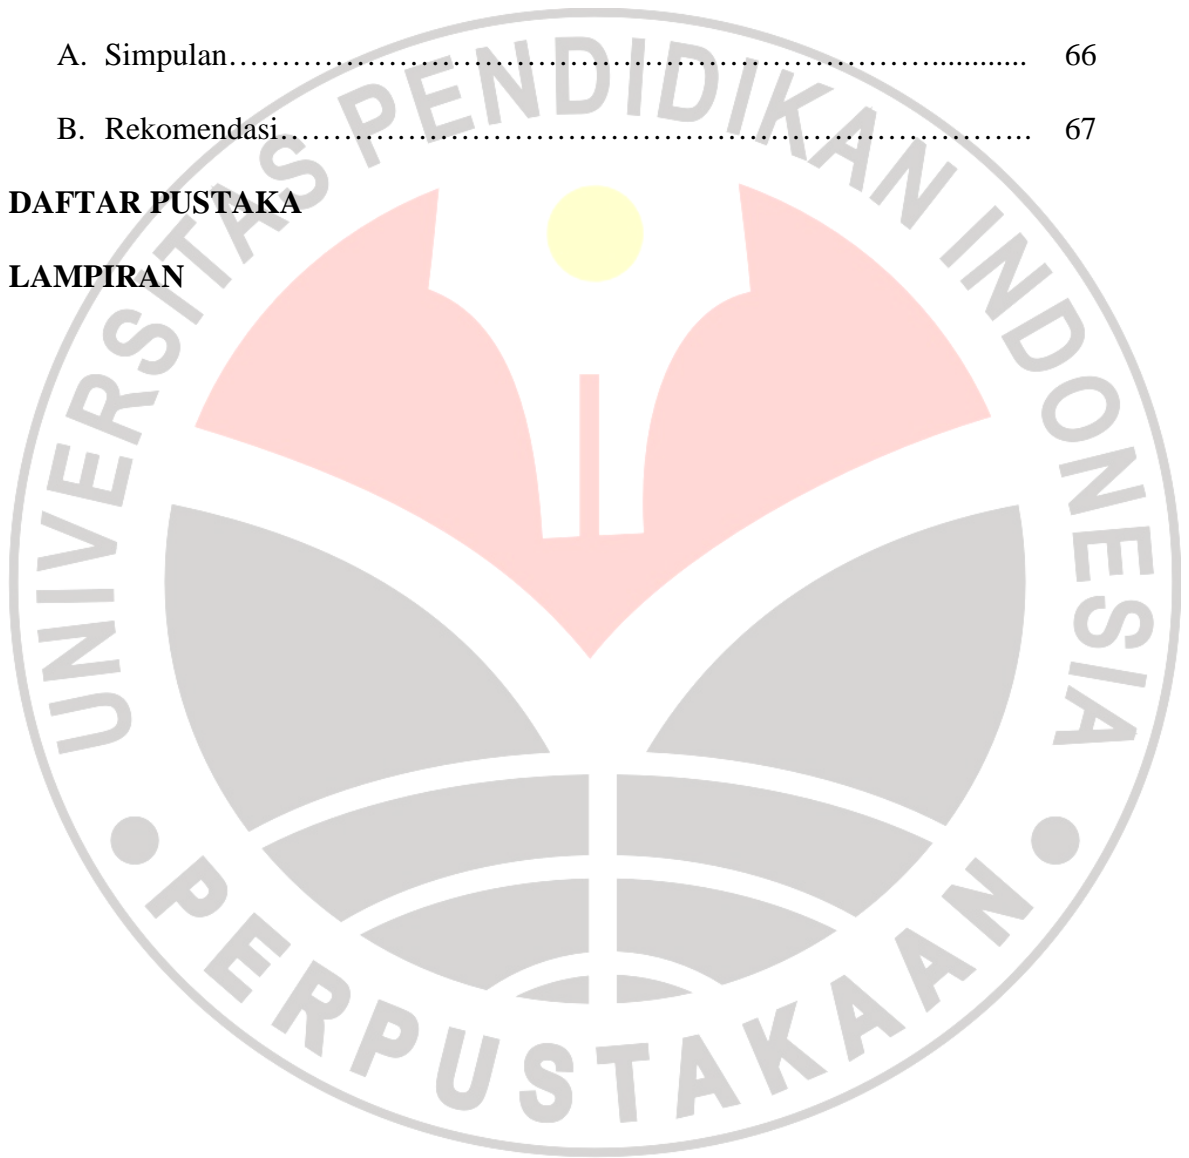 A. Simpulan……………………………………………………………………............ 66
B. Rekomendasi………………………………………………………………………. 67
DAFTAR PUSTAKA
LAMPIRAN
UNIVERSITAS PENDIDIKAN INDONESIA
PERPUSTAKAAN